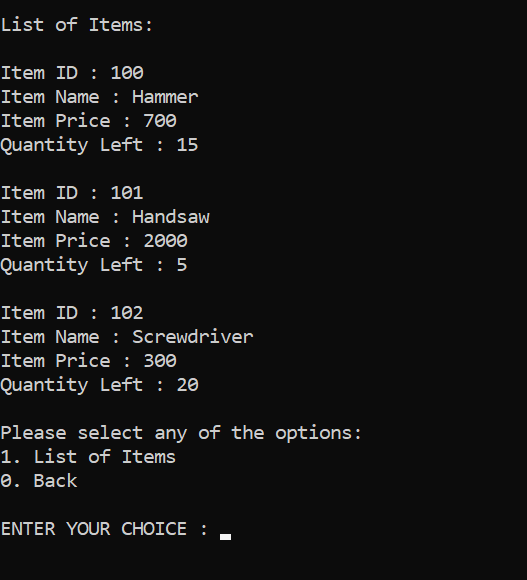 List of Items:
Item ID : 100
Item Name : Hammer
Item Price : 700
Quantity Left : 15
Item ID : 101
Item Name : Handsaw
Item Price : 2000
Quantity Left : 5
Item ID : 102
Item Name : Screwdriver
Item Price : 300
Quantity Left : 20
Please select any of the options:
1. List of Items
0. Back
ENTER YOUR CHOICE :